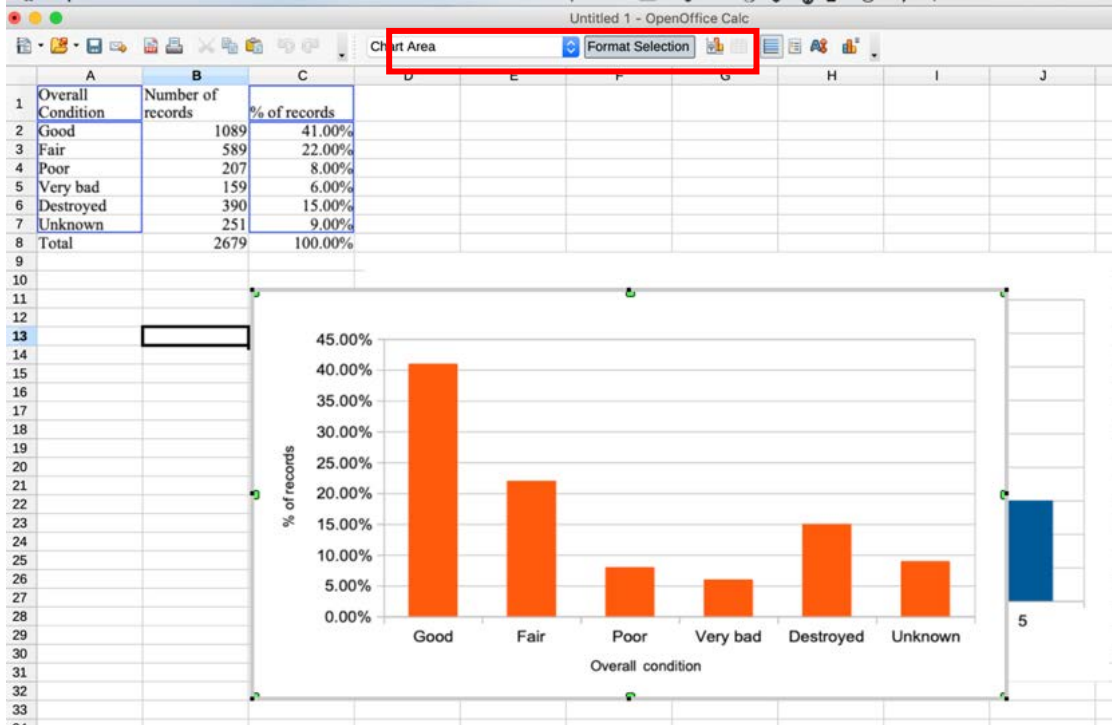 Untitled 1 - OpenOffice Calc
Chart Area Format Selection
A B C D E F G H I J
1 Overall Condition Number of records % of records
2 Good 1089 41.00%
3 Fair 589 22.00%
4 Poor 207 8.00%
5 Very bad 159 6.00%
6 Destroyed 390 15.00%
7 Unknown 251 9.00%
8 Total 2679 100.00%
9
10
11
12
13
14
15
16
17
18
19
20
21
22
23
24
25
26
27
28
29
30
31
32
33
45.00%
40.00%
35.00%
30.00%
25.00%
20.00%
15.00%
10.00%
5.00%
0.00%
% of records
Good Fair Poor Very bad Destroyed Unknown
Overall condition
5